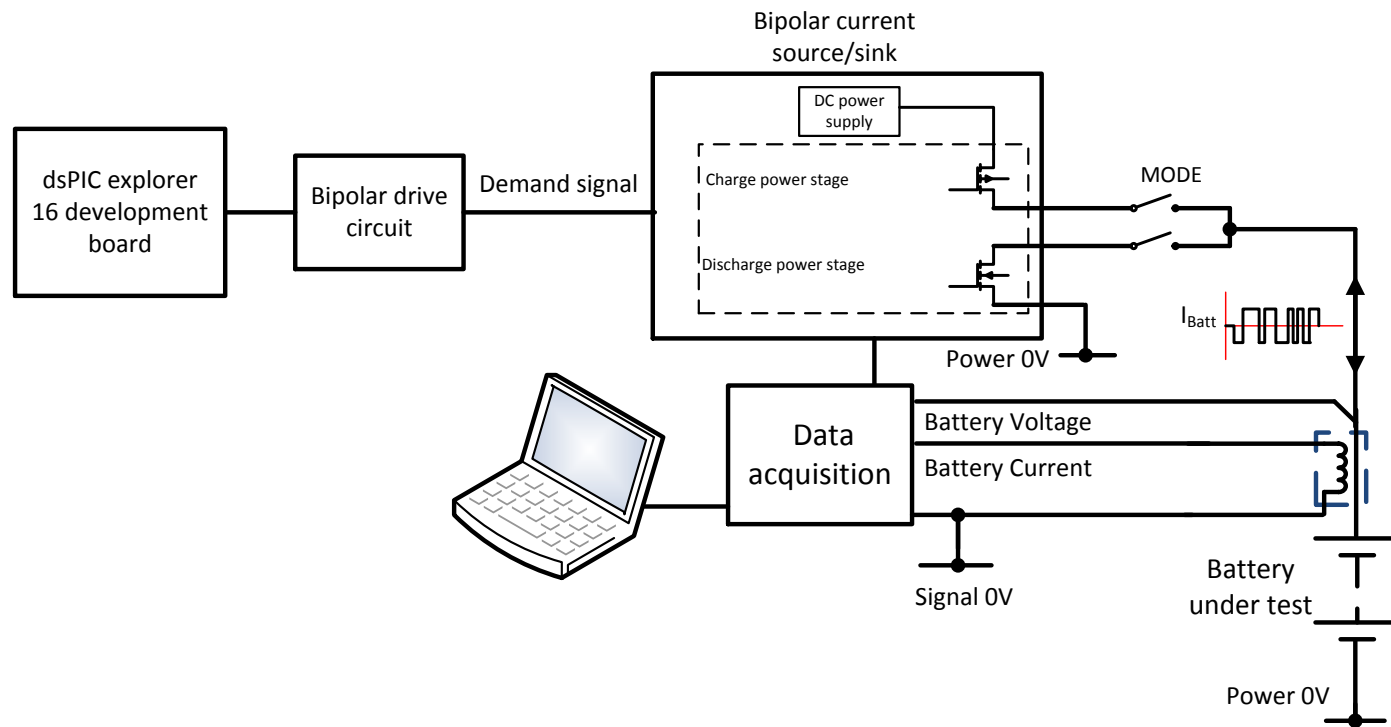 Bipolar current
source/sink
DC power
supply
dsPIC explorer
16 development
board
Bipolar drive
circuit
Demand signal
Charge power stage
MODE
Discharge power stage
IBatt
Power 0V
Data
acquisition
Battery Voltage
Battery Current
Signal 0V
Battery
under test
Power 0V